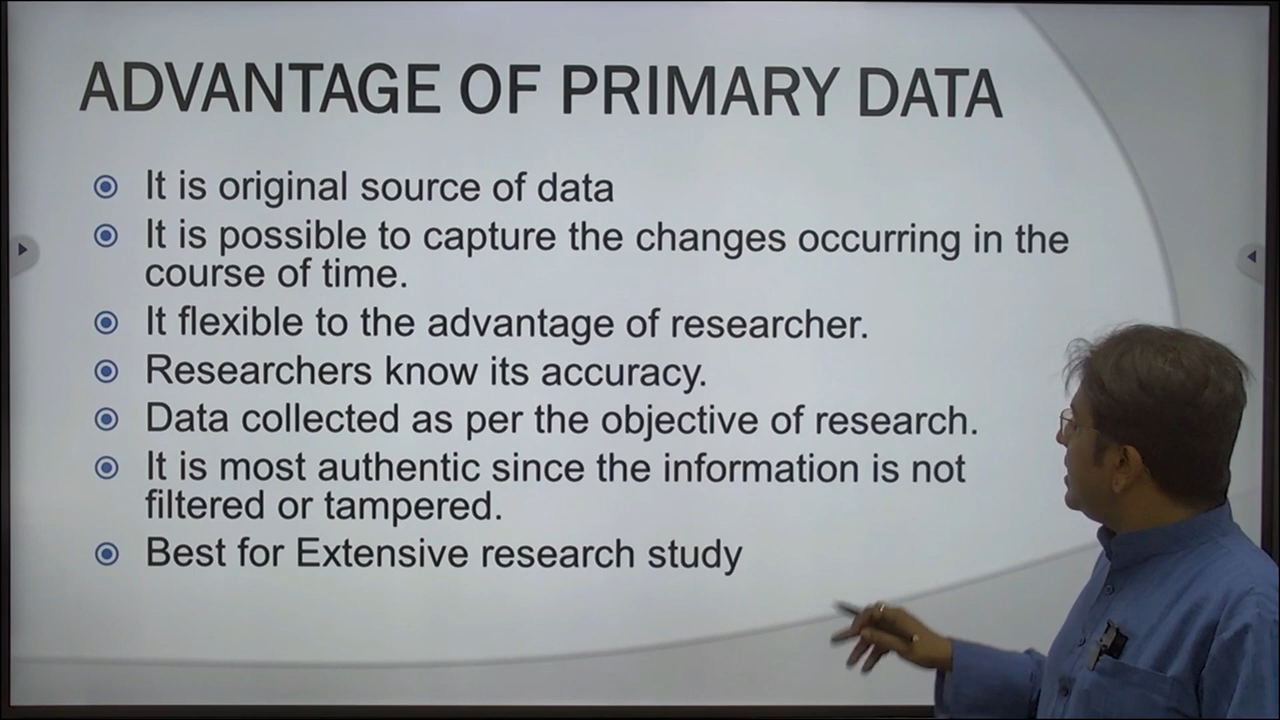 ADVANTAGE OF PRIMARY DATA
It is original source of data
It is possible to capture the changes occurring in the
course of time.
It flexible to the advantage of researcher.
Researchers know its accuracy.
Data collected as per the objective of research.
It is most authentic since the information is not
filtered or tampered.
Best for Extensive research study